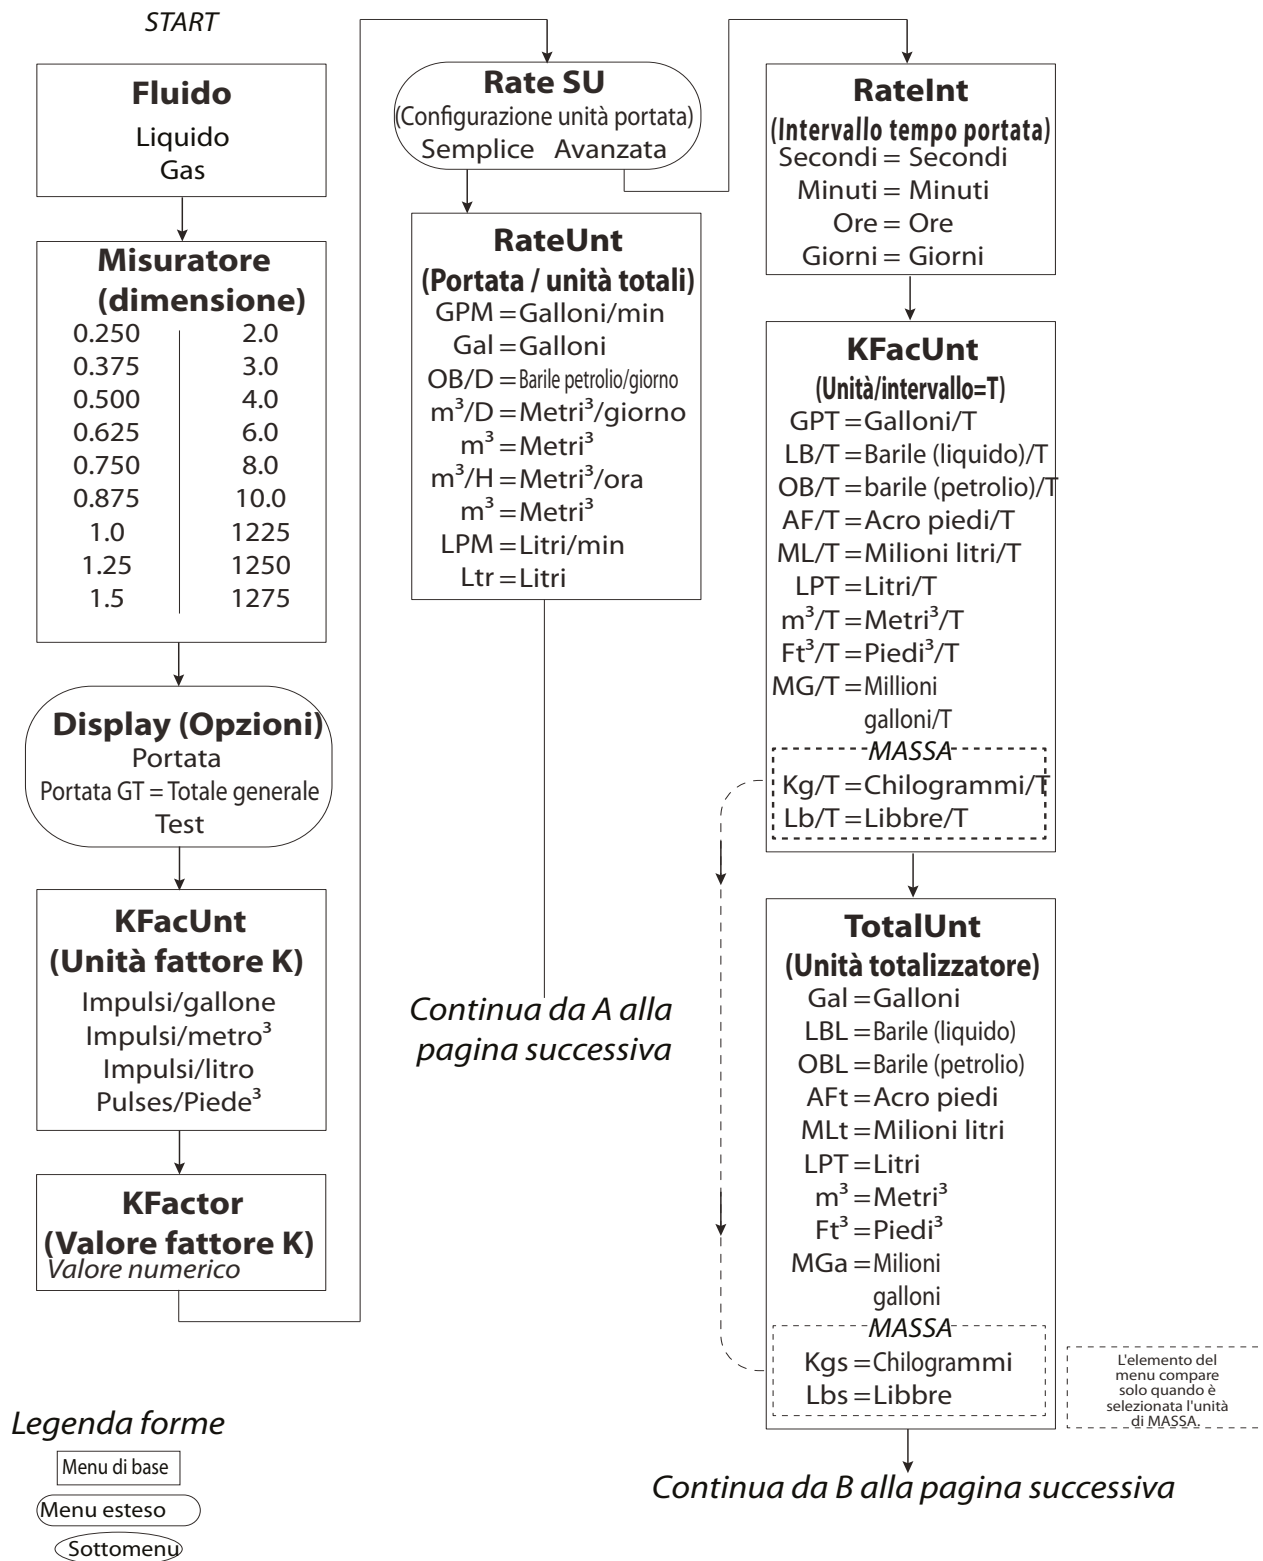 START
Fluido
Liquido
Gas
Misuratore
(dimensione)
0.250 2.0
0.375 3.0
0.500 4.0
0.625 6.0
0.750 8.0
0.875 10.0
1.0 1225
1.25 1250
1.5 1275
Display (Opzioni)
Portata
Portata GT = Totale generale
Test
KFacUnt
(Unità fattore K)
Impulsi/gallone
Impulsi/metro³
Impulsi/litro
Pulses/Piede³
KFactor
(Valore fattore K)
Valore numerico
Rate SU
(Configurazione unità portata)
Semplice Avanzata
RateUnt
(Portata / unità totali)
GPM = Galloni/min
Gal = Galloni
OB/D = Barile petrolio/giorno
m³/D = Metri³/giorno
m³ = Metri³
m³/H = Metri³/ora
m³ = Metri³
LPM = Litri/min
Ltr = Litri
Continua da A alla
pagina successiva
RateInt
(Intervallo tempo portata)
Secondi = Secondi
Minuti = Minuti
Ore = Ore
Giorni = Giorni
KFacUnt
(Unità/intervallo=T)
GPT = Galloni/T
LB/T = Barile (liquido)/T
OB/T = barile (petrolio)/T
AF/T = Acro piedi/T
ML/T = Milioni litri/T
LPT = Litri/T
m³/T = Metri³/T
Ft³/T = Piedi³/T
MG/T = Millioni
galloni/T
MASSA
Kg/T = Chilogrammi/T
Lb/T = Libbre/T
TotalUnt
(Unità totalizzatore)
Gal = Galloni
LBL = Barile (liquido)
OBL = Barile (petrolio)
AFt = Acro piedi
MLt = Milioni litri
LPT = Litri
m³ = Metri³
Ft³ = Piedi³
MGa = Milioni
galloni
MASSA
Kgs = Chilogrammi
Lbs = Libbre
L'elemento del
menu compare
solo quando è
selezionata l'unità
di MASSA.
Continua da B alla pagina successiva
Legenda forme
Menu di base
Menu esteso
Sottomenu